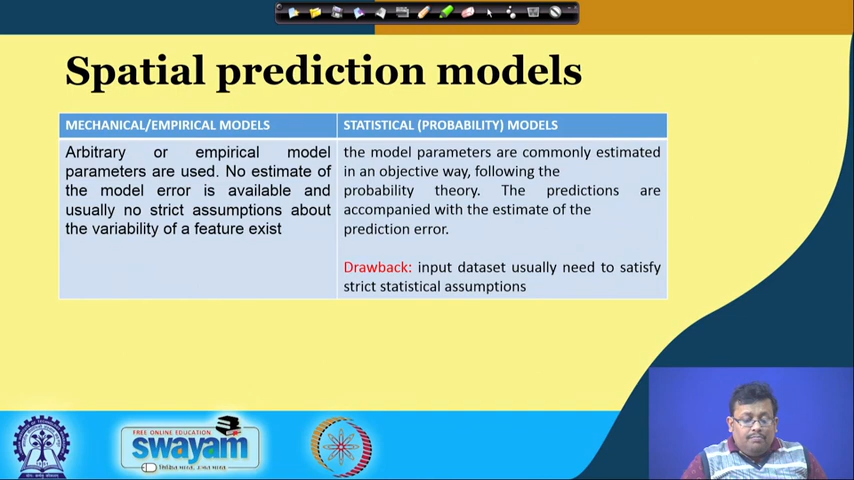 Spatial prediction models
MECHANICAL/EMPIRICAL MODELS
Arbitrary or empirical model
parameters are used. No estimate of
the model error is available and
usually no strict assumptions about
the variability of a feature exist
STATISTICAL (PROBABILITY) MODELS
the model parameters are commonly estimated
in an objective way, following the
probability theory. The predictions are
accompanied with the estimate of the
prediction error.
Drawback: input dataset usually need to satisfy
strict statistical assumptions
FREE ONLINE EDUCATION
swayam